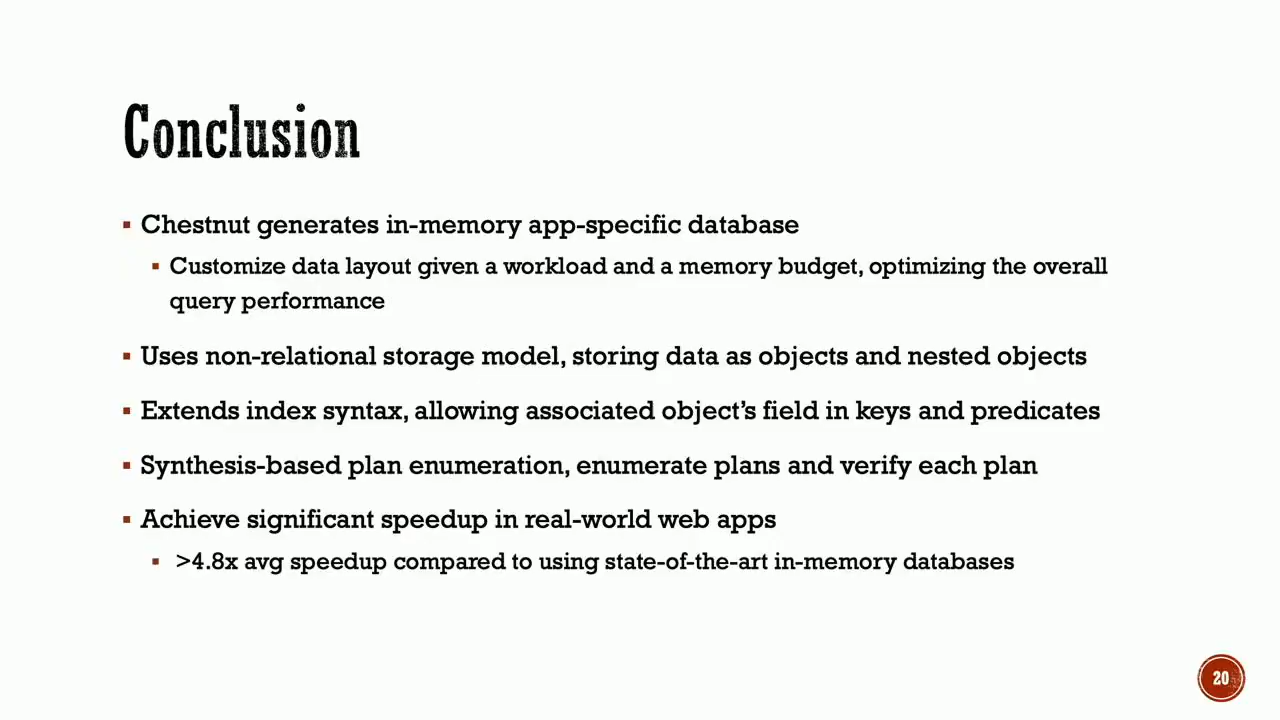 Conclusion
▪ Chestnut generates in-memory app-specific database
▪ Customize data layout given a workload and a memory budget, optimizing the overall
query performance
▪ Uses non-relational storage model, storing data as objects and nested objects
▪ Extends index syntax, allowing associated object’s field in keys and predicates
▪ Synthesis-based plan enumeration, enumerate plans and verify each plan
▪ Achieve significant speedup in real-world web apps
▪ >4.8x avg speedup compared to using state-of-the-art in-memory databases
20